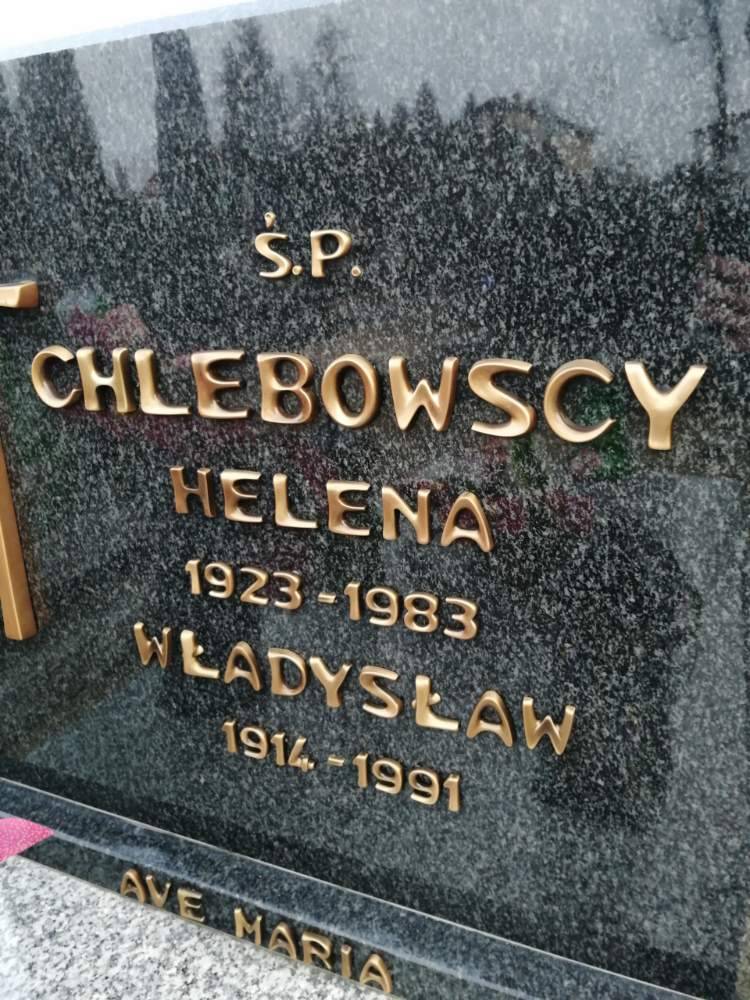 Ś.P.
CHLEBOWSCY
HELENA
1923-1983
WŁADYSŁAW
1914-1991
AVE MARIA